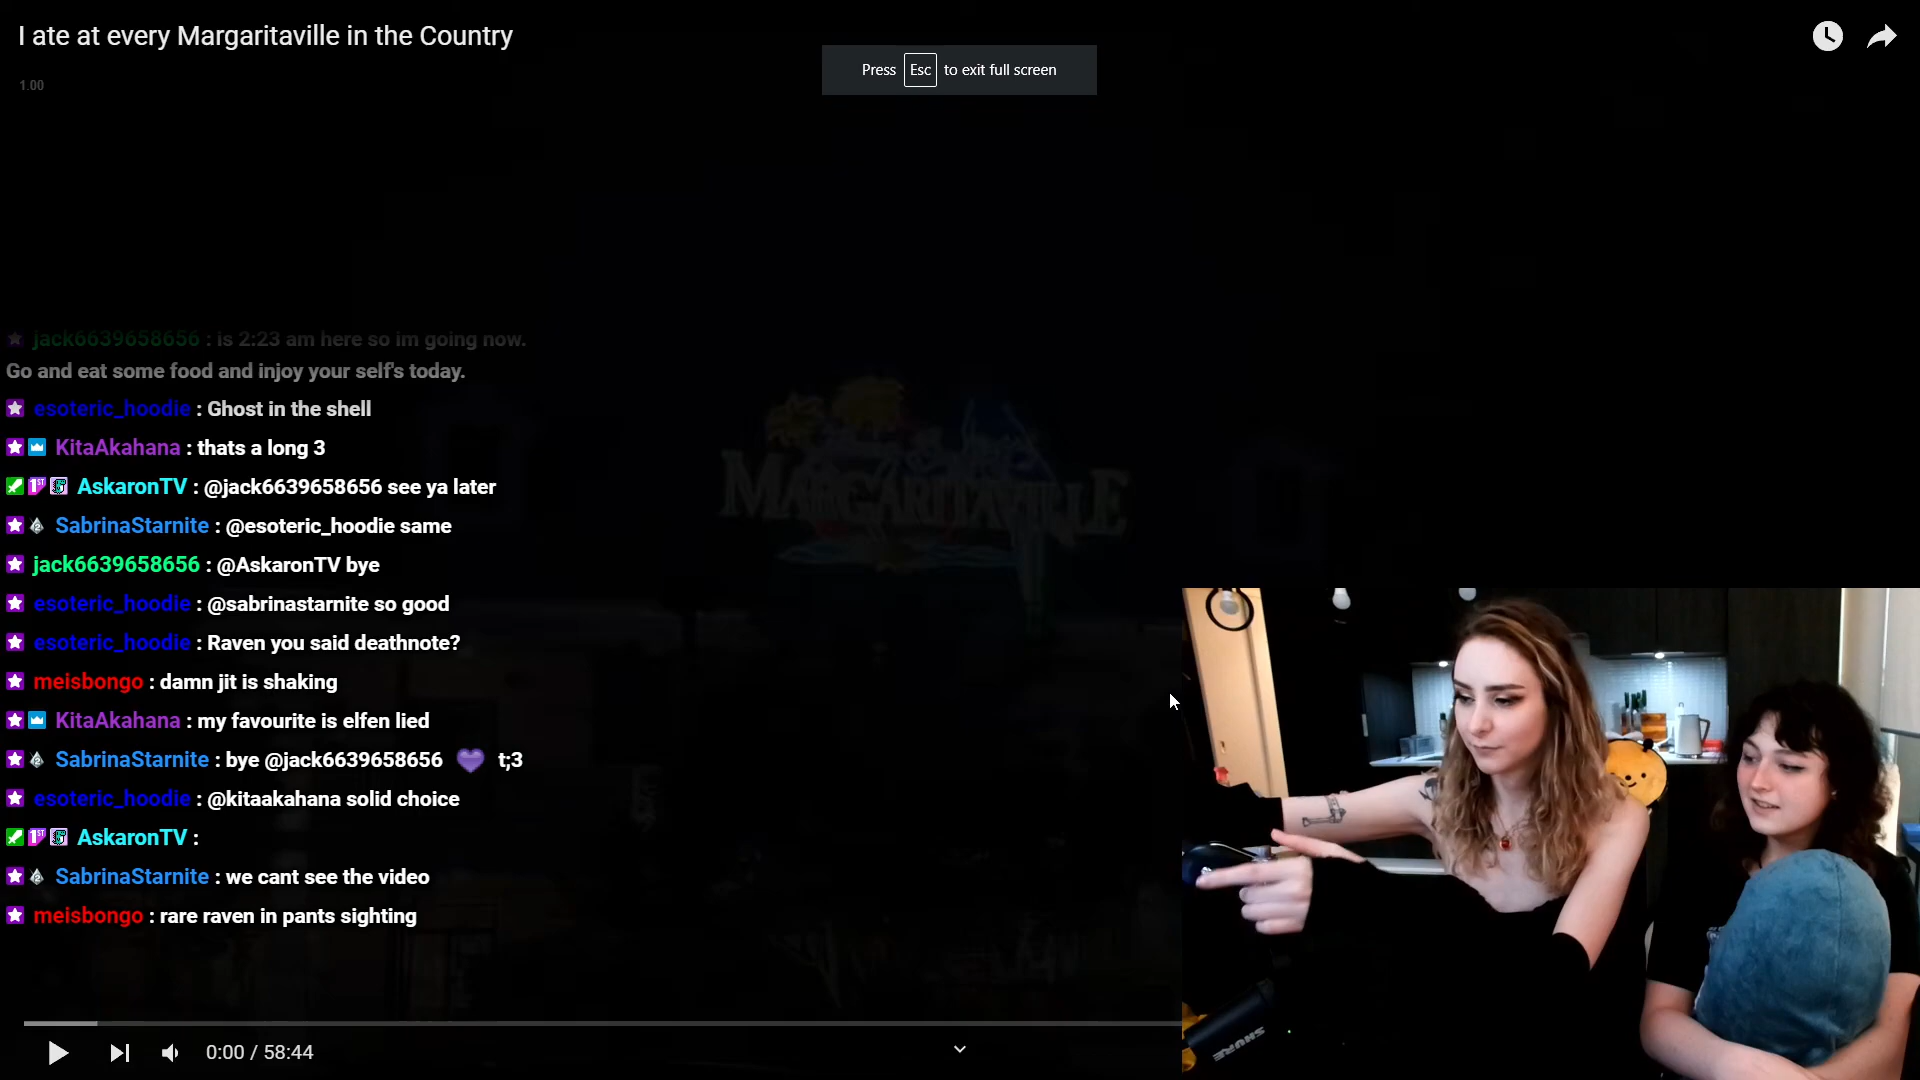 I ate at every Margaritaville in the Country
Press Esc to exit full screen
1.00
jack6639658656 : is 2:23 am here so im going now.
Go and eat some food and injoy your self's today.
esoteric_hoodie : Ghost in the shell
KitaAkahana : thats a long 3
AskaronTV : @jack6639658656 see ya later
SabrinaStarnite : @esoteric_hoodie same
jack6639658656 : @AskaronTV bye
esoteric_hoodie : @sabrinastarnite so good
esoteric_hoodie : Raven you said deathnote?
meisbongo : damn jit is shaking
KitaAkahana : my favourite is elfen lied
SabrinaStarnite : bye @jack6639658656 💜 t;3
esoteric_hoodie : @kitaakahana solid choice
AskaronTV :
SabrinaStarnite : we cant see the video
meisbongo : rare raven in pants sighting
MARGARITAVILLE
SHURE
0:00 / 58:44